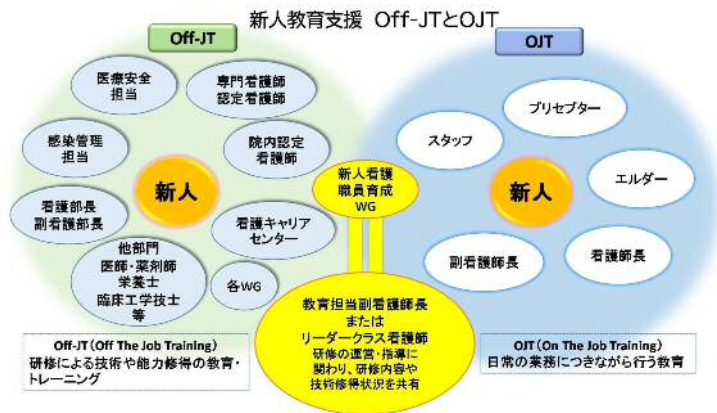 新人教育支援 Off-JTとOJT
Off-JT
医療安全
担当
専門看護師
認定看護師
感染管理
担当
院内認定
看護師
新人
看護部長
副看護部長
看護キャリア
センター
他部門
医師・薬剤師
栄養士
臨床工学技士
等
各WG
Off-JT(Off The Job Training)
研修による技術や能力修得の教育・
トレーニング
新人看護
職員育成
WG
教育担当副看護師長
または
リーダークラス看護師
研修の運営・指導に
関わり、研修内容や
技術修得状況を共有
OJT
プリセプター
スタッフ
エルダー
新人
副看護師長
看護師長
OJT(On The Job Training)
日常の業務につきながら行う教育